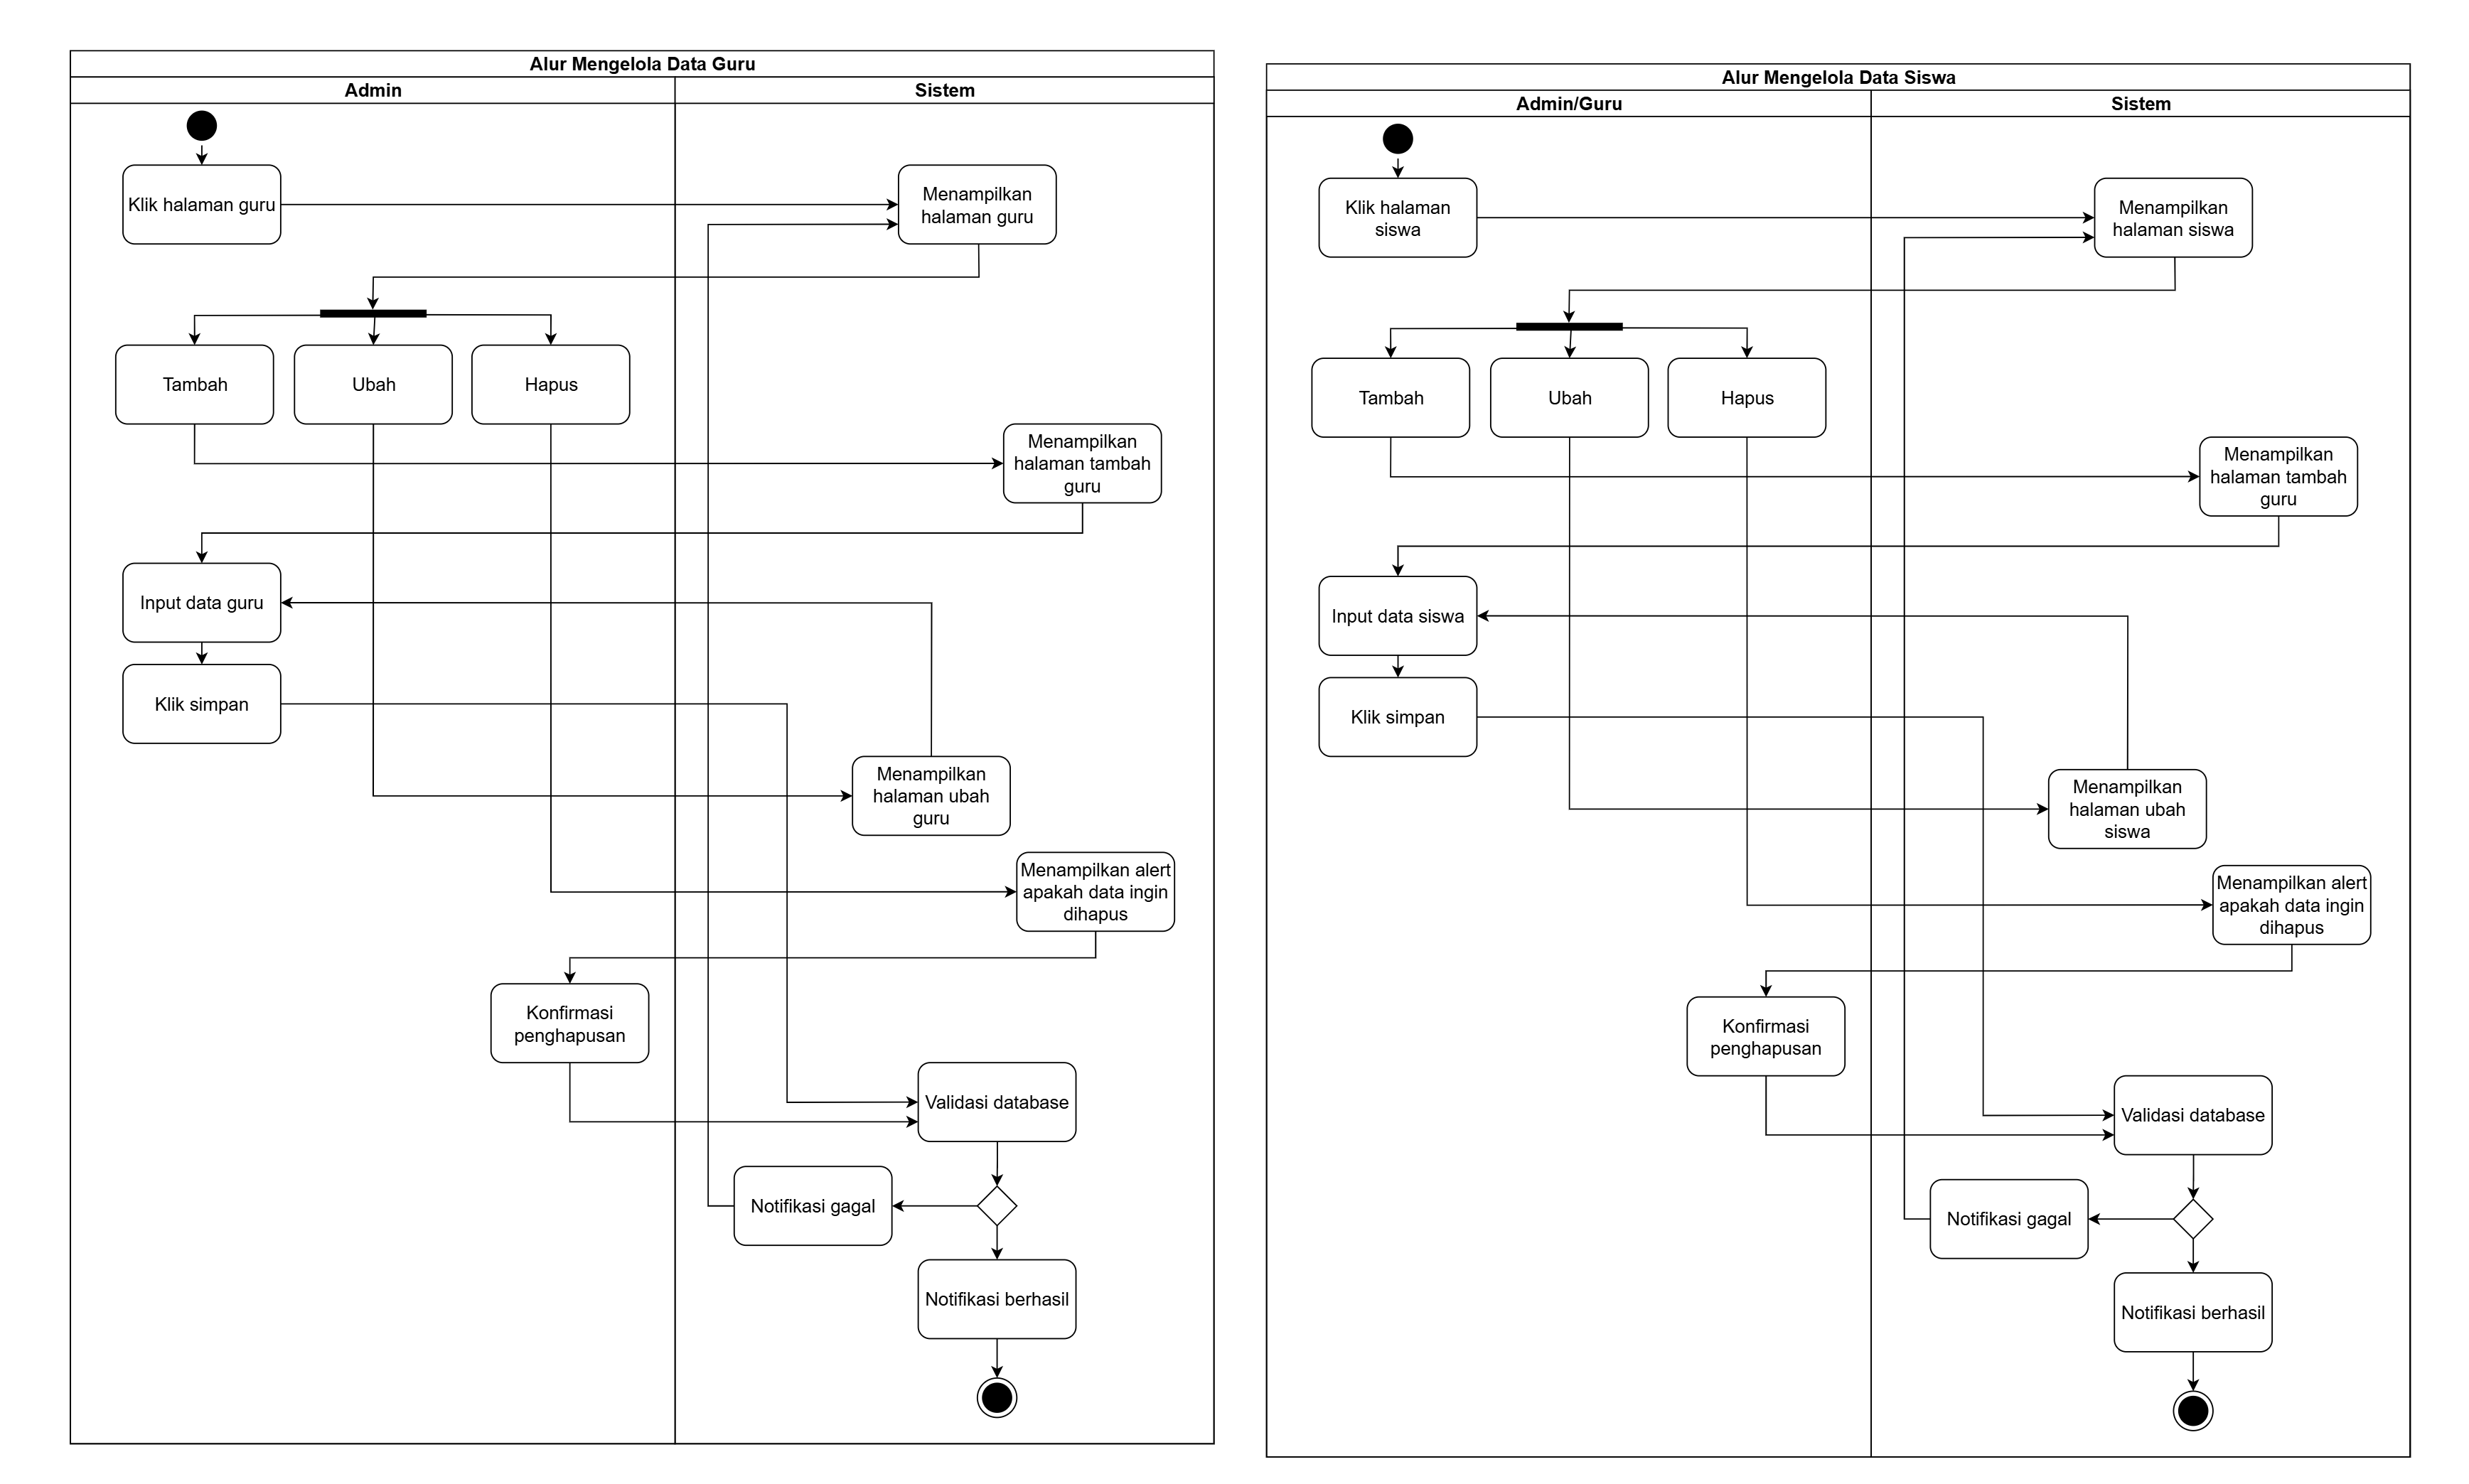 Alur Mengelola Data Guru
Admin
Sistem
Klik halaman guru
Menampilkan
halaman guru
Tambah
Ubah
Hapus
Menampilkan
halaman tambah
guru
Input data guru
Klik simpan
Menampilkan
halaman ubah
guru
Menampilkan alert
apakah data ingin
dihapus
Konfirmasi
penghapusan
Validasi database
Notifikasi gagal
Notifikasi berhasil
Alur Mengelola Data Siswa
Admin/Guru
Sistem
Klik halaman
siswa
Menampilkan
halaman siswa
Tambah
Ubah
Hapus
Menampilkan
halaman tambah
guru
Input data siswa
Klik simpan
Menampilkan
halaman ubah
siswa
Menampilkan alert
apakah data ingin
dihapus
Konfirmasi
penghapusan
Validasi database
Notifikasi gagal
Notifikasi berhasil